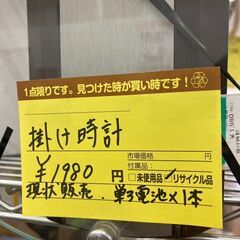 1点限りです。見つけた時が買い時です!
掛け時計
市場価格: 円
付属品:
¥1980 円
□未使用品 ☑リサイクル品
現状販売、単3電池×1本
¥1,980